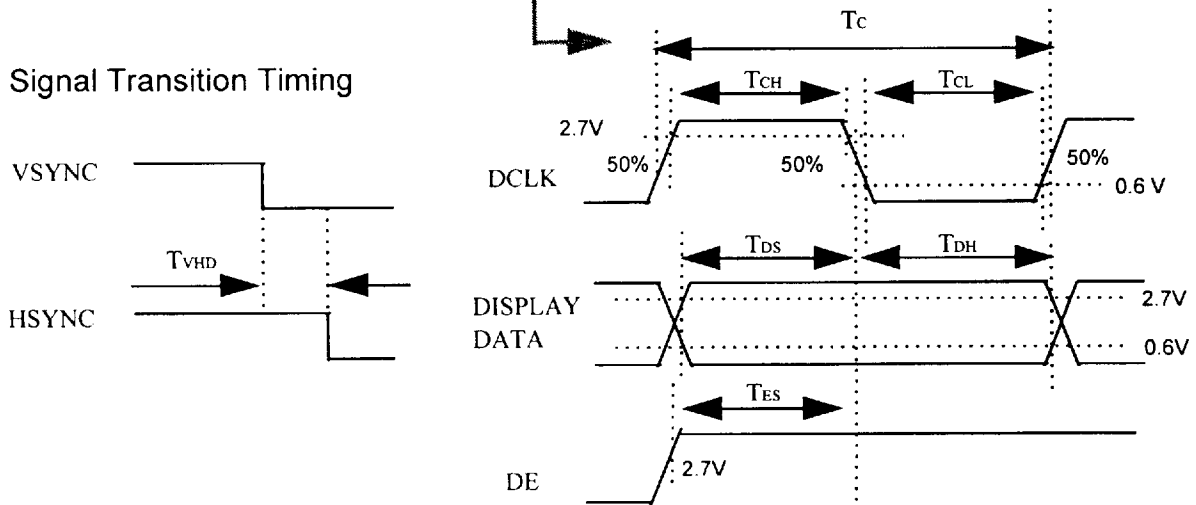 Signal Transition Timing
VSYNC
TVHD
HSYNC
TC
TCH
TCL
2.7V
50%
50%
50%
DCLK
0.6 V
TDS
TDH
DISPLAY
DATA
2.7V
0.6V
TES
2.7V
DE